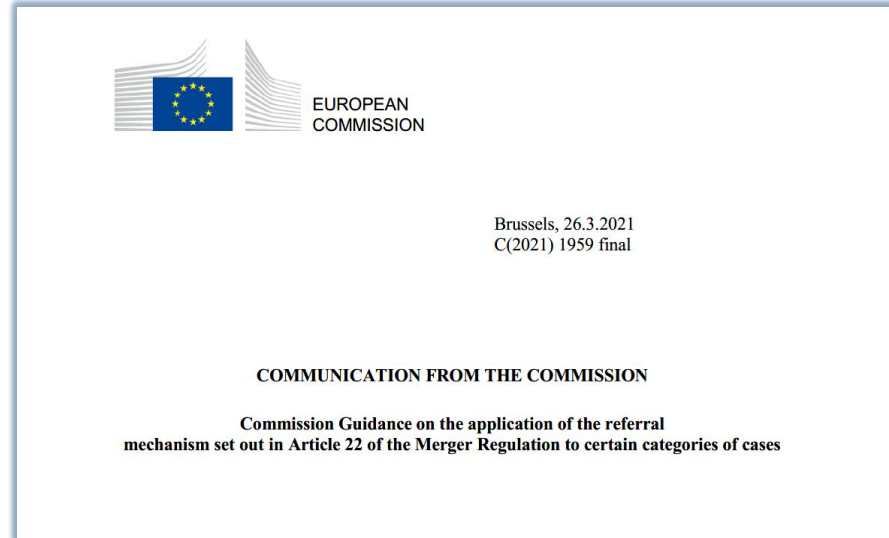 EUROPEAN
COMMISSION
Brussels, 26.3.2021
C(2021) 1959 final
COMMUNICATION FROM THE COMMISSION
Commission Guidance on the application of the referral
mechanism set out in Article 22 of the Merger Regulation to certain categories of cases